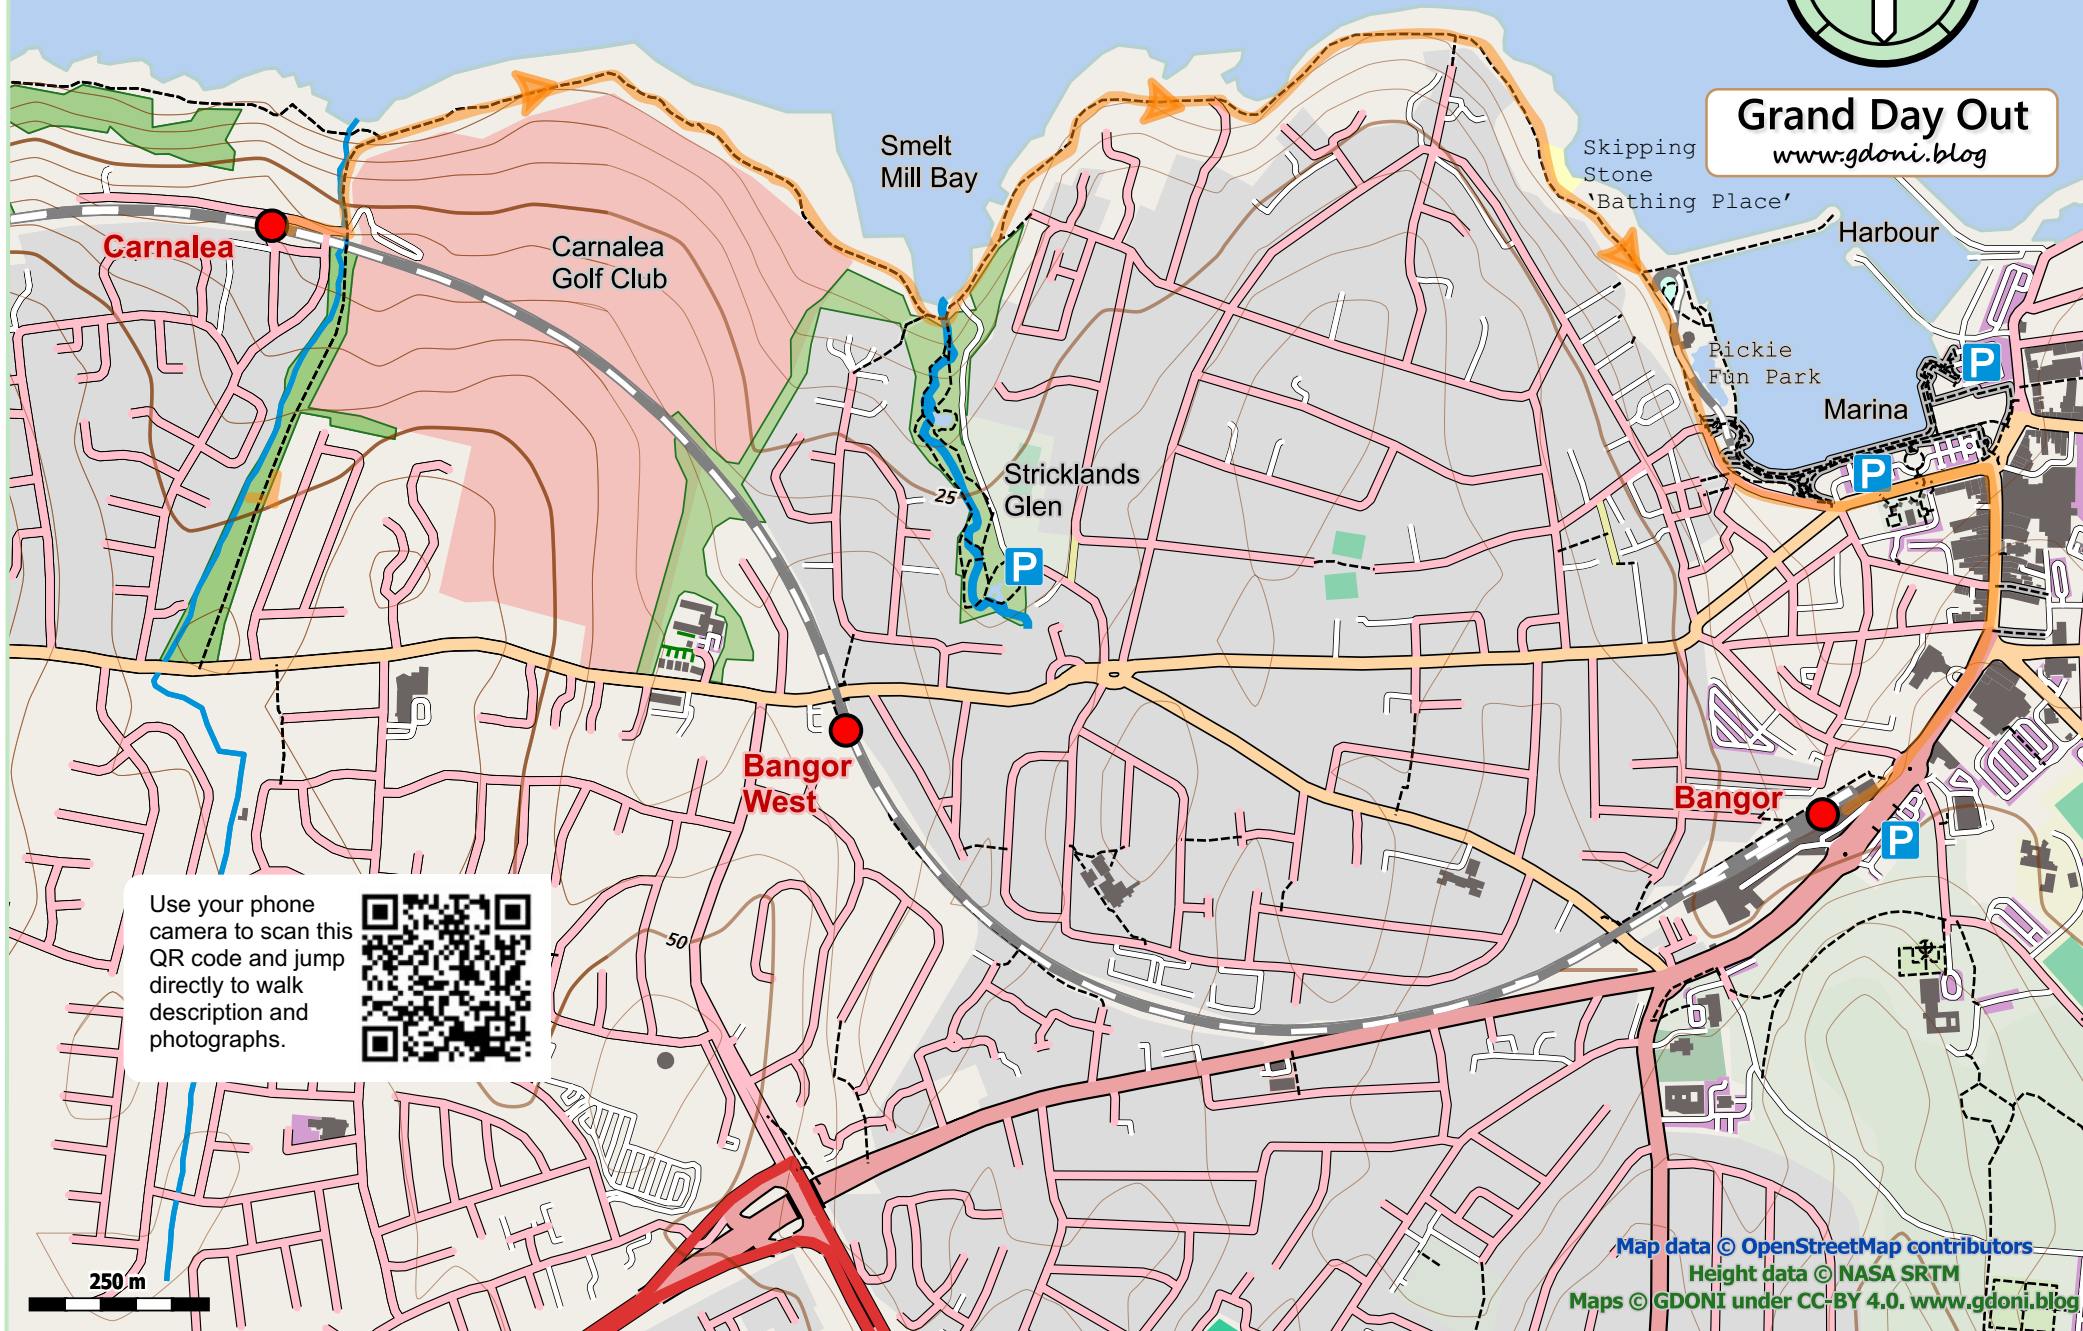 Grand Day Out
www.gdoni.blog
Smelt
Mill Bay
Skipping
Stone
'Bathing Place'
Harbour
Carnalea
Carnalea
Golf Club
Pickie
Fun Park
P
Marina
P
Stricklands
Glen
25
P
Bangor
West
Bangor
P
Use your phone
camera to scan this
QR code and jump
directly to walk
description and
photographs.
50
250 m
Map data © OpenStreetMap contributors
Height data © NASA SRTM
Maps © GDONI under CC-BY 4.0. www.gdoni.blog